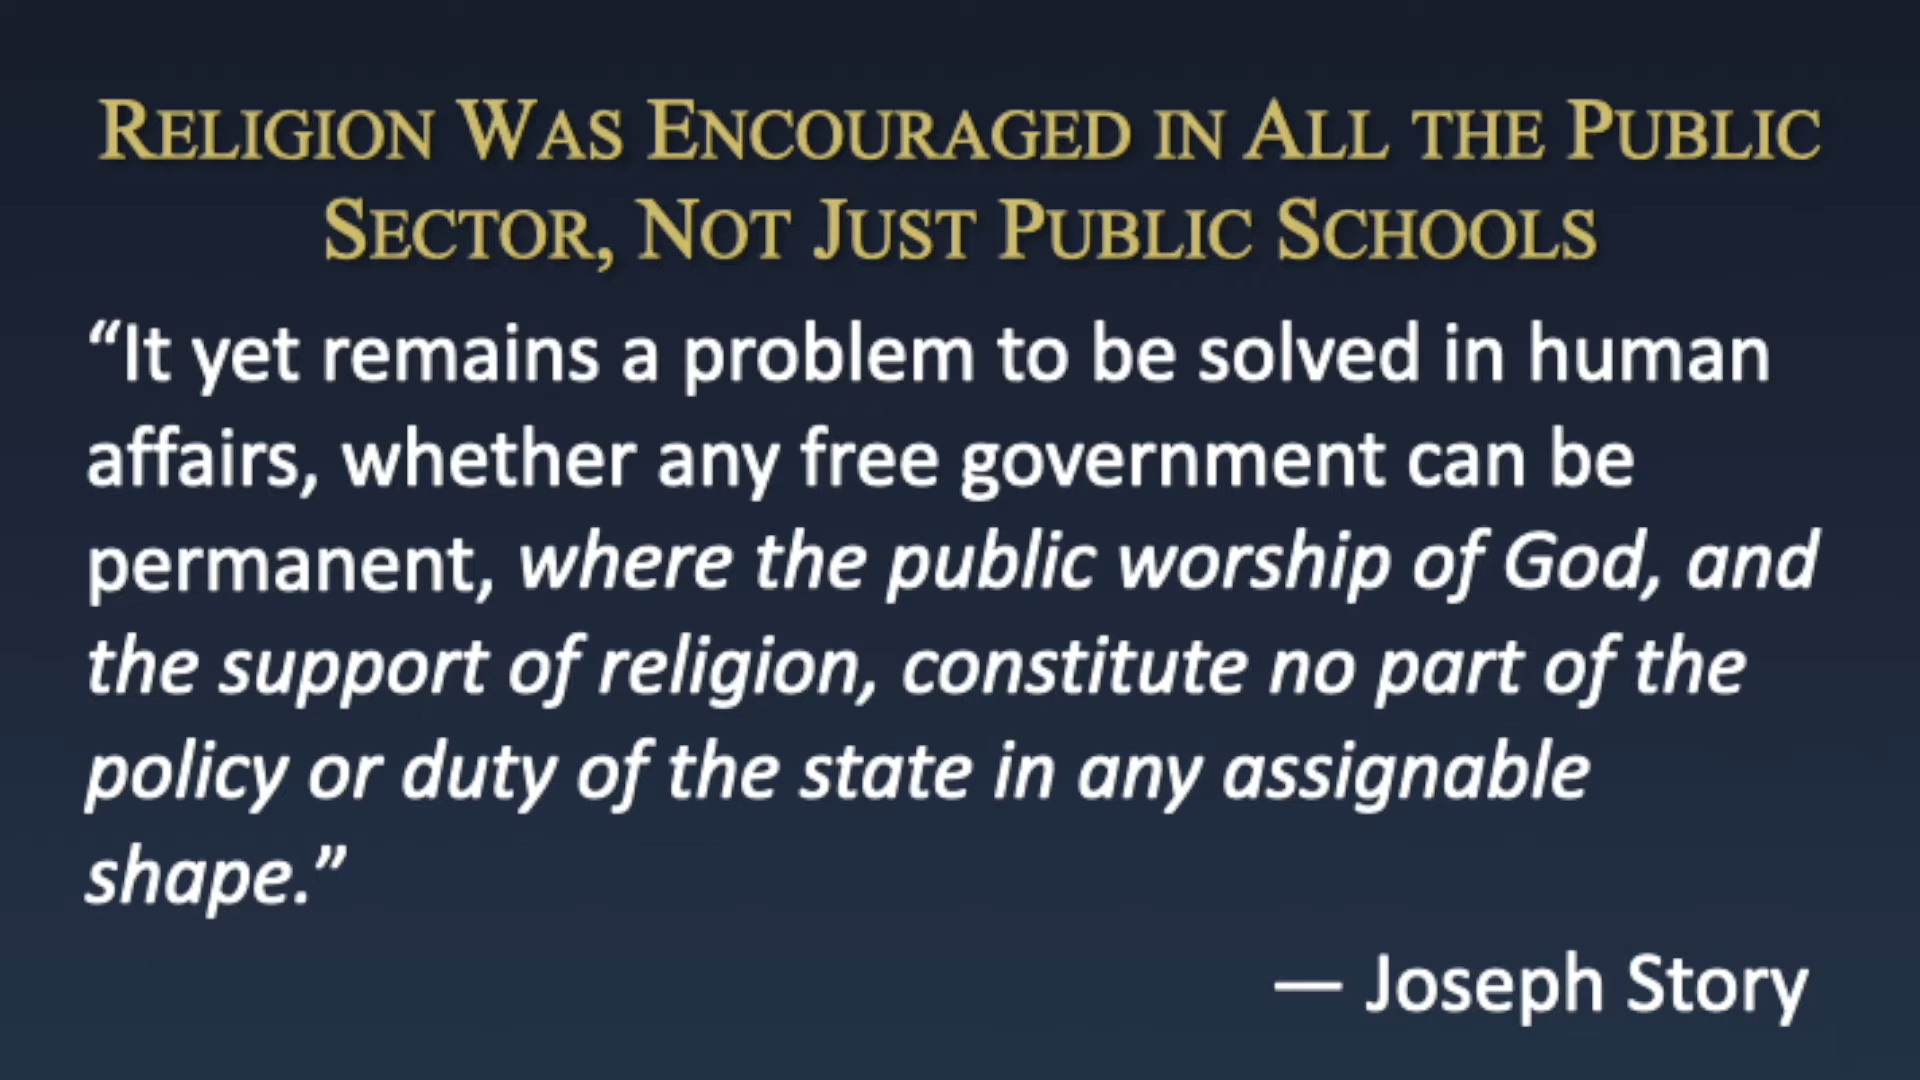 RELIGION WAS ENCOURAGED IN ALL THE PUBLIC
SECTOR, NOT JUST PUBLIC SCHOOLS
“It yet remains a problem to be solved in human
affairs, whether any free government can be
permanent, where the public worship of God, and
the support of religion, constitute no part of the
policy or duty of the state in any assignable
shape.”
— Joseph Story